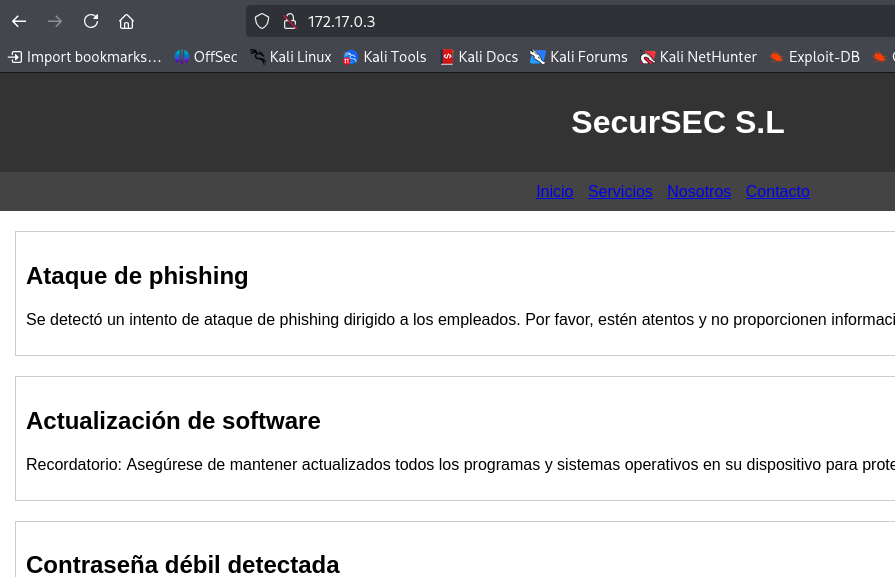 172.17.0.3
Import bookmarks... OffSec Kali Linux Kali Tools Kali Docs Kali Forums Kali NetHunter Exploit-DB
SecurSEC S.L
Inicio Servicios Nosotros Contacto
Ataque de phishing
Se detectó un intento de ataque de phishing dirigido a los empleados. Por favor, estén atentos y no proporcionen informaci
Actualización de software
Recordatorio: Asegúrese de mantener actualizados todos los programas y sistemas operativos en su dispositivo para prote
Contraseña débil detectada